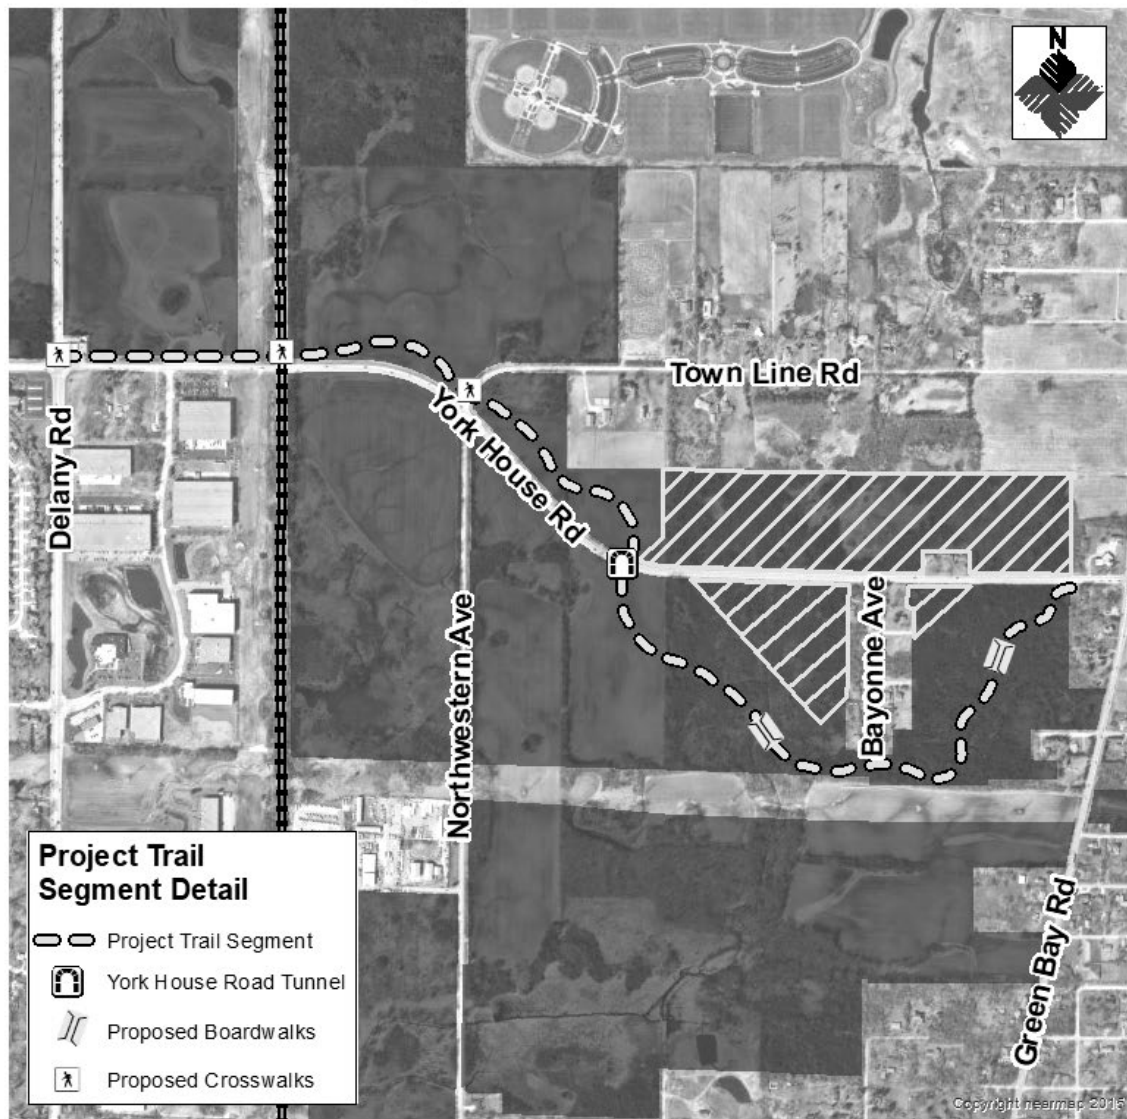 N
Town Line Rd
York House Rd
Delany Rd
Northwestern Ave
Bayonne Ave
Green Bay Rd
Project Trail
Segment Detail
Project Trail Segment
York House Road Tunnel
Proposed Boardwalks
Proposed Crosswalks
Copyright nearmap 2015